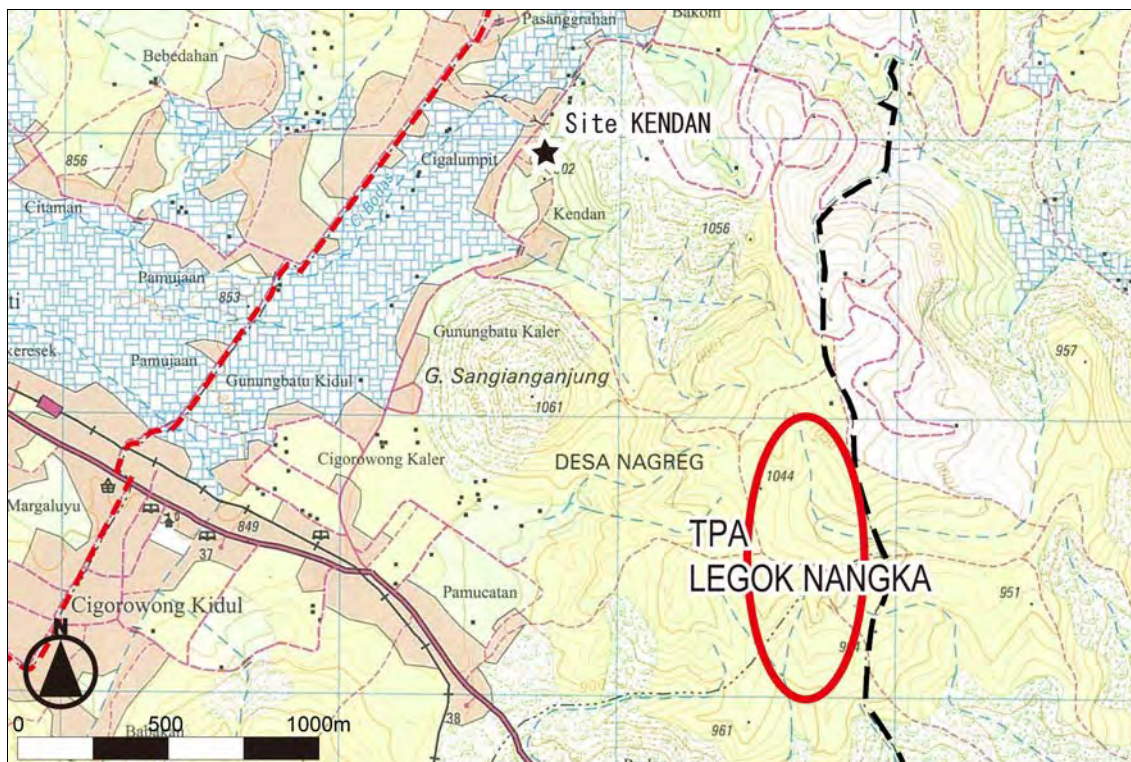 Pasanggrahan
Bakom
Bebedahan
Site KENDAN
856
Cigalumpit
02
Citaman
Kendan
1056
Pamujaan
853
Gunungbatu Kaler
957
Pamujaan
Gunungbatu Kidul
G. Sangianganjung
1061
Cigorowong Kaler
DESA NAGREG
1044
Margaluyu
849
37
TPA
LEGOK NANGKA
Cigorowong Kidul
Pamucatan
951
N
0 500 1000m
38
961